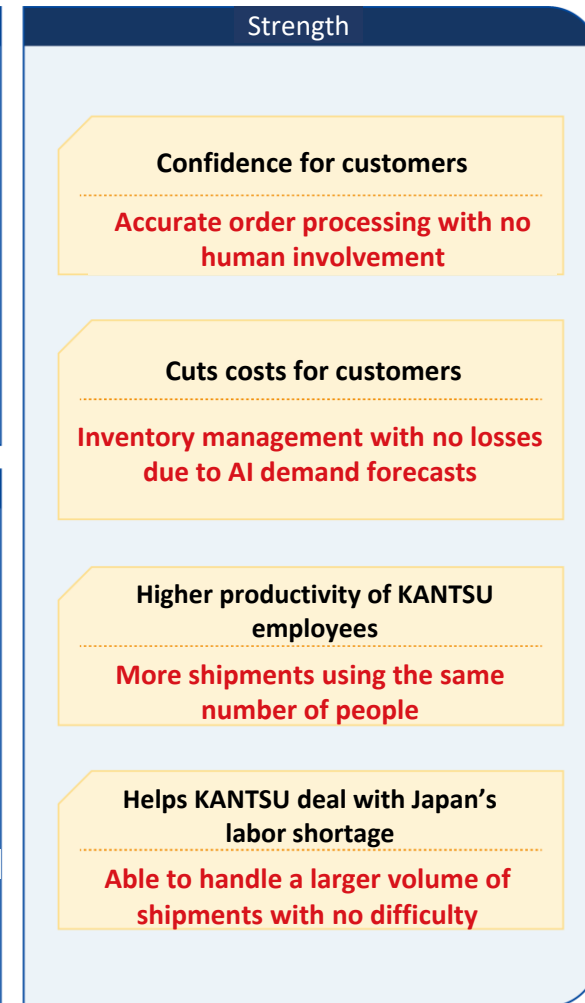 Strength
Confidence for customers
Accurate order processing with no
human involvement
Cuts costs for customers
Inventory management with no losses
due to AI demand forecasts
Higher productivity of KANTSU
employees
More shipments using the same
number of people
Helps KANTSU deal with Japan’s
labor shortage
Able to handle a larger volume of
shipments with no difficulty